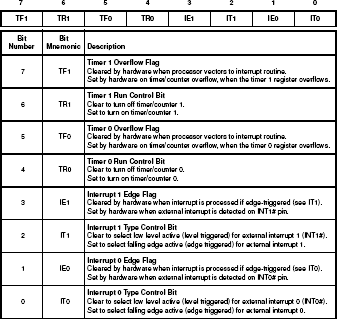 7 6 5 4 3 2 1 0
TF1 TR1 TF0 TR0 IE1 IT1 IE0 IT0
Bit Bit
Number Mnemonic Description
Timer 1 Overflow Flag
7 TF1 Cleared by hardware when processor vectors to interrupt routine.
Set by hardware on timer/counter overflow, when the timer 1 register overflows.
Timer 1 Run Control Bit
6 TR1 Clear to turn off timer/counter 1.
Set to turn on timer/counter 1.
Timer 0 Overflow Flag
5 TF0 Cleared by hardware when processor vectors to interrupt routine.
Set by hardware on timer/counter overflow, when the timer 0 register overflows.
Timer 0 Run Control Bit
4 TR0 Clear to turn off timer/counter 0.
Set to turn on timer/counter 0.
Interrupt 1 Edge Flag
3 IE1 Cleared by hardware when interrupt is processed if edge-triggered (see IT1).
Set by hardware when external interrupt is detected on INT1# pin.
Interrupt 1 Type Control Bit
2 IT1 Clear to select low level active (level triggered) for external interrupt 1 (INT1#).
Set to select falling edge active (edge triggered) for external interrupt 1.
Interrupt 0 Edge Flag
1 IE0 Cleared by hardware when interrupt is processed if edge-triggered (see IT0).
Set by hardware when external interrupt is detected on INT0# pin.
Interrupt 0 Type Control Bit
0 IT0 Clear to select low level active (level triggered) for external interrupt 0 (INT0#).
Set to select falling edge active (edge triggered) for external interrupt 0.